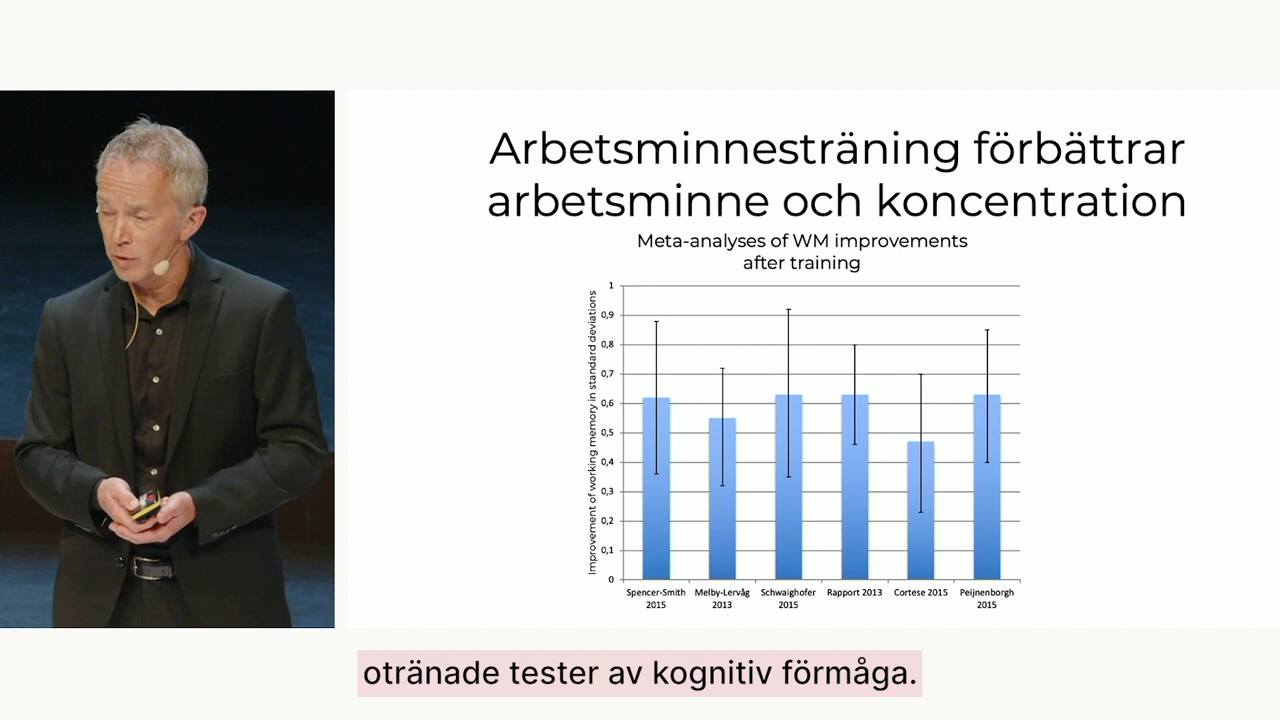 Arbetsminnesträning förbättrar
arbetsminne och koncentration
Meta-analyses of WM improvements
after training
Improvement of working memory in standard deviations
1
0,9
0,8
0,7
0,6
0,5
0,4
0,3
0,2
0,1
0
Spencer-Smith
2015
Melby-Lervåg
2013
Schwaighofer
2015
Rapport 2013
Cortese 2015
Peijnenborgh
2015
otränade tester av kognitiv förmåga.